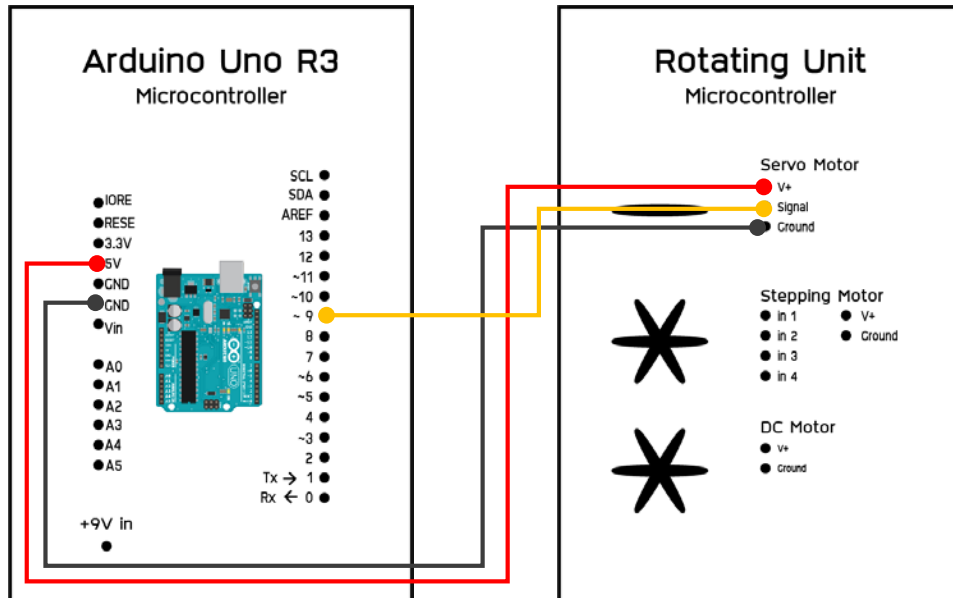 Arduino Uno R3
Microcontroller
IORE
RESE
3.3V
5V
GND
GND
Vin
A0
A1
A2
A3
A4
A5
+9V in
SCL
SDA
AREF
13
12
~11
~10
~ 9
8
7
~6
~5
4
~3
2
Tx → 1
Rx ← 0
Rotating Unit
Microcontroller
Servo Motor
V+
Signal
Ground
Stepping Motor
in 1 V+
in 2 Ground
in 3
in 4
DC Motor
V+
Ground